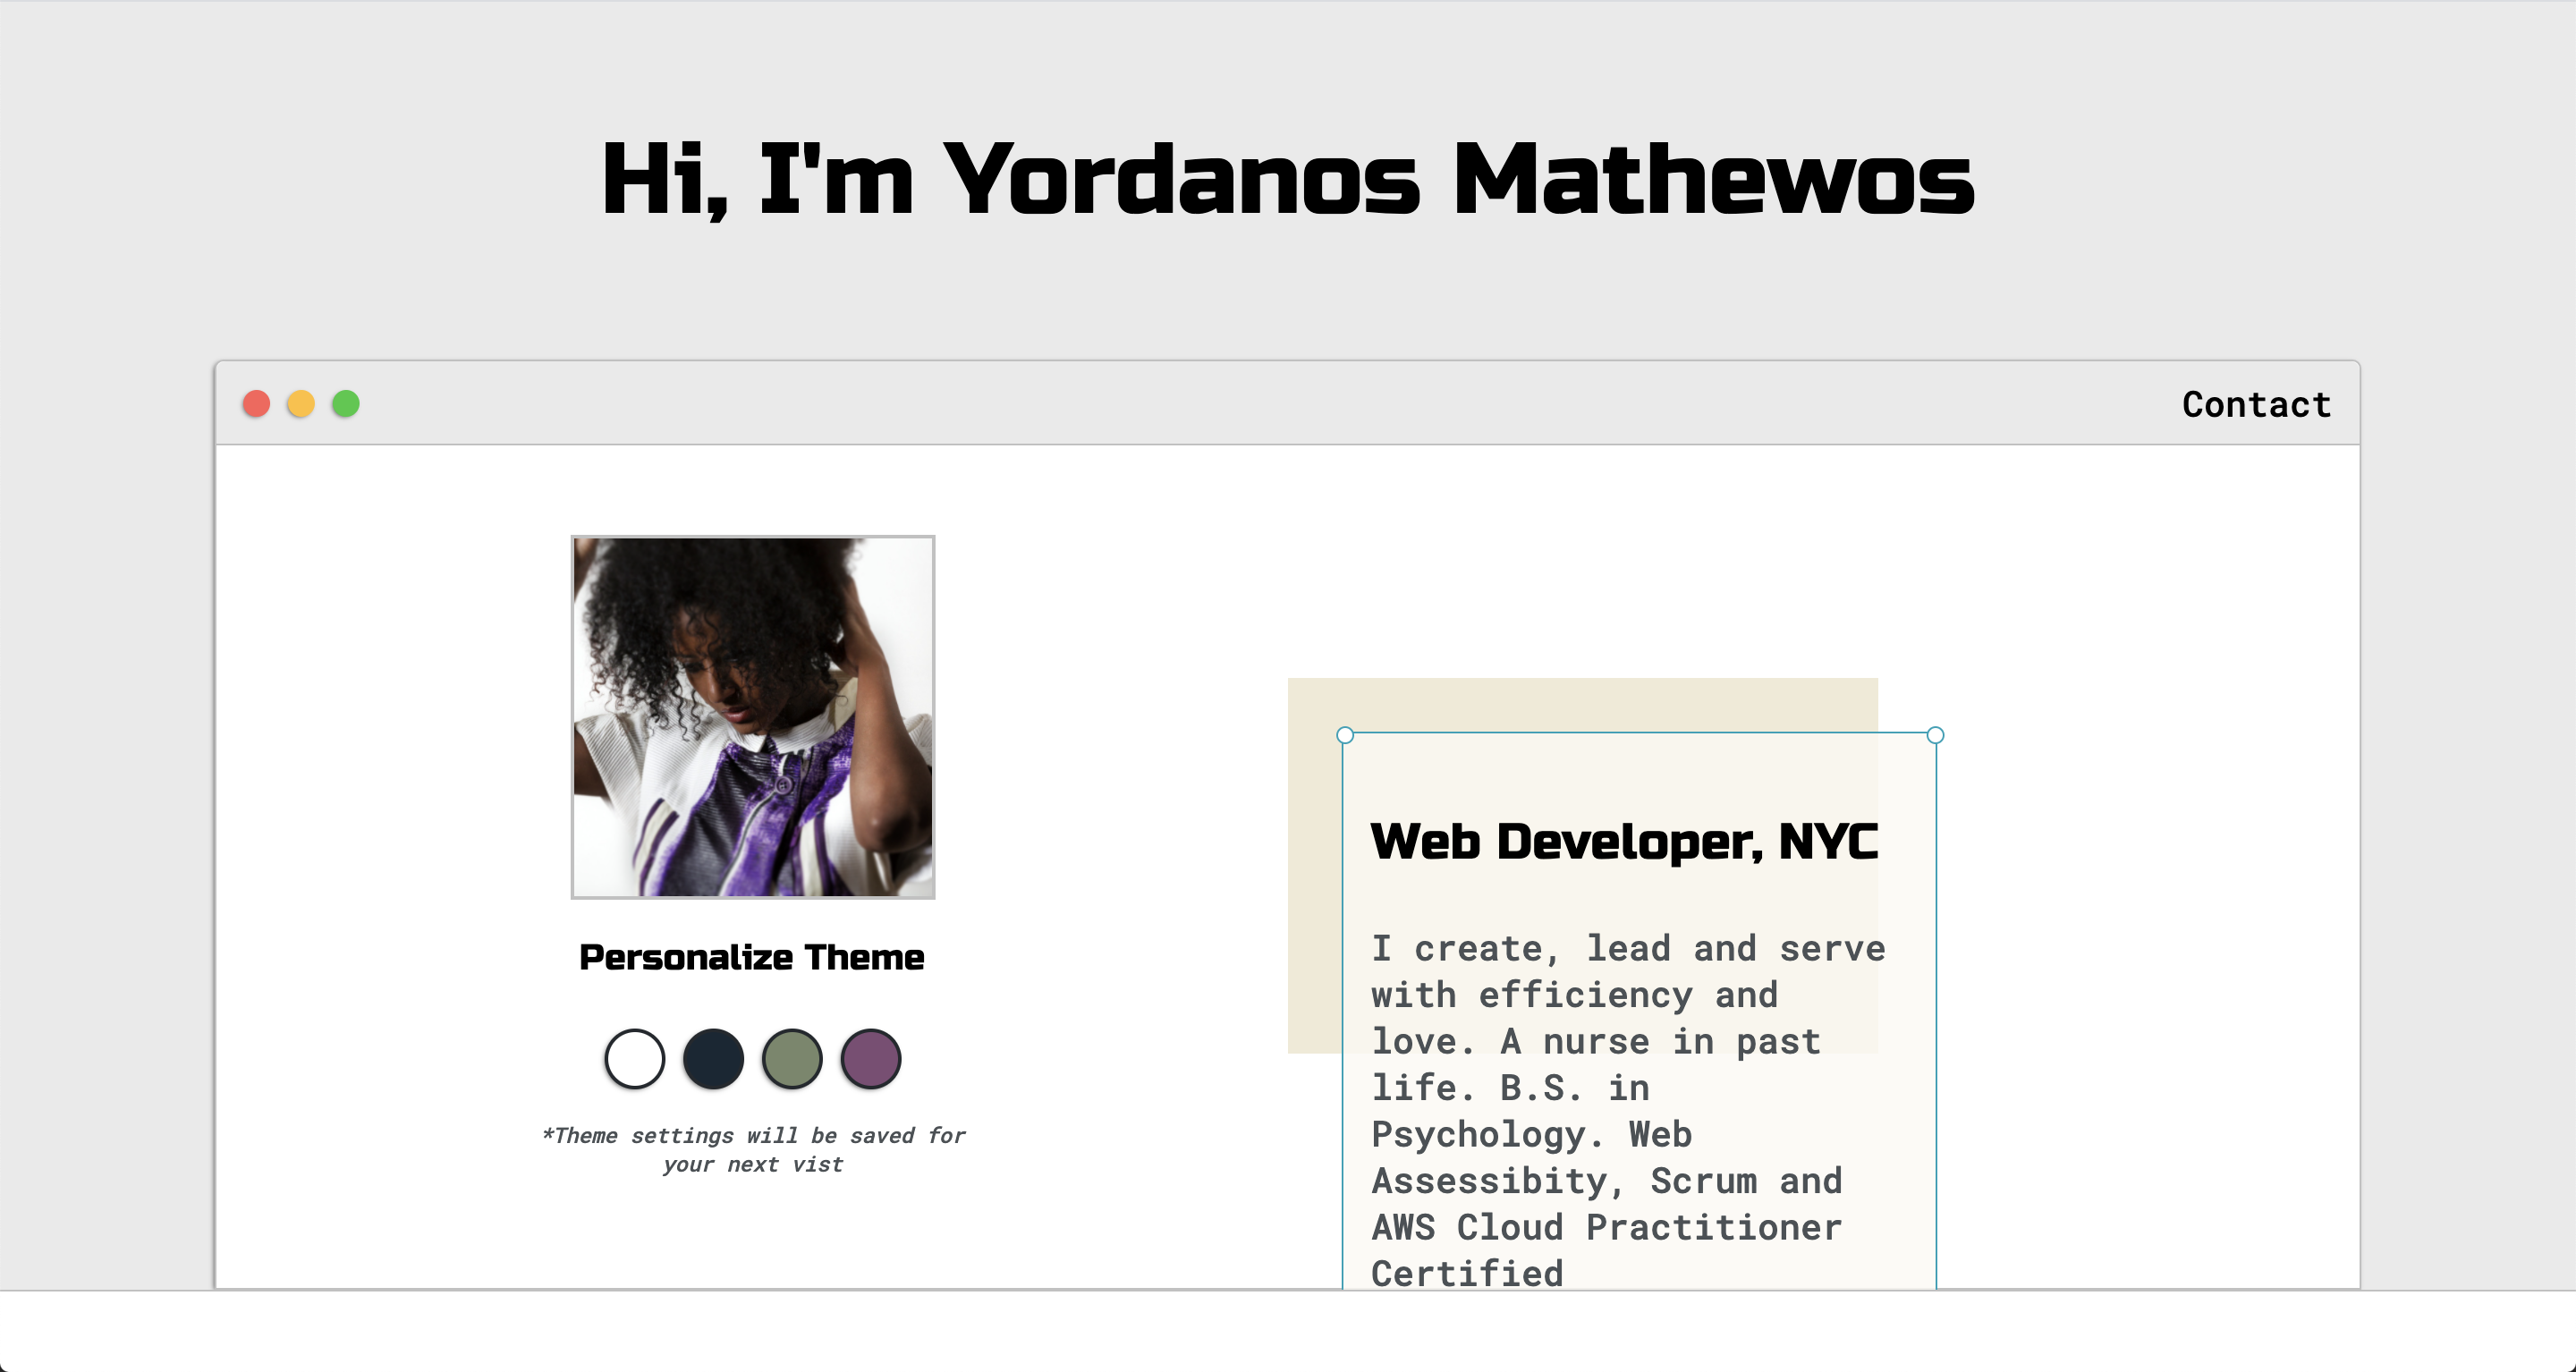 Hi, I'm Yordanos Mathewos
Contact
Personalize Theme
*Theme settings will be saved for
your next vist
Web Developer, NYC
I create, lead and serve
with efficiency and
love. A nurse in past
life. B.S. in
Psychology. Web
Assessibity, Scrum and
AWS Cloud Practitioner
Certified